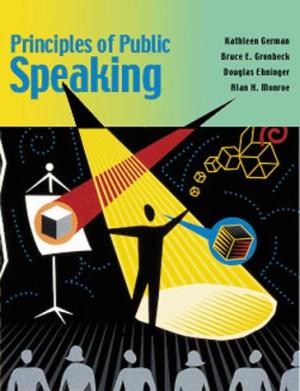 Principles of Public
Speaking
Kathleen German
Bruce E. Gronbeck
Douglas Ehninger
Alan H. Monroe